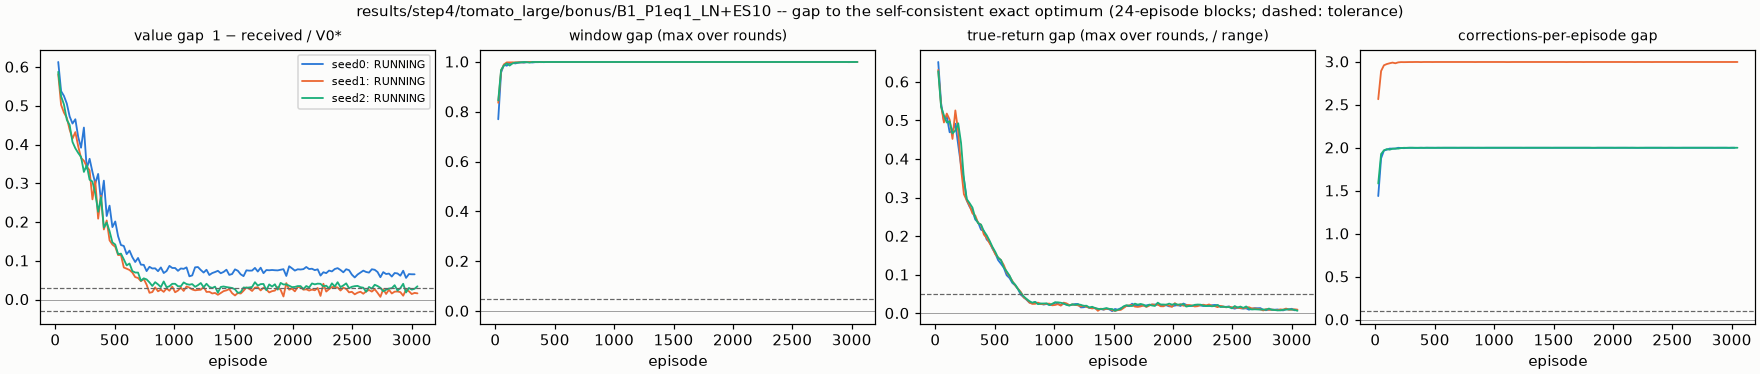 results/step4/tomato_large/bonus/B1_P1eq1_LN+ES10 -- gap to the self-consistent exact optimum (24-episode blocks; dashed: tolerance)
value gap 1 − received / V0*
0.6
0.5
0.4
0.3
0.2
0.1
0.0
seed0: RUNNING
seed1: RUNNING
seed2: RUNNING
0 500 1000 1500 2000 2500 3000
episode
window gap (max over rounds)
1.0
0.8
0.6
0.4
0.2
0.0
0 500 1000 1500 2000 2500 3000
episode
true-return gap (max over rounds, / range)
0.6
0.5
0.4
0.3
0.2
0.1
0.0
0 500 1000 1500 2000 2500 3000
episode
corrections-per-episode gap
3.0
2.5
2.0
1.5
1.0
0.5
0.0
0 500 1000 1500 2000 2500 3000
episode